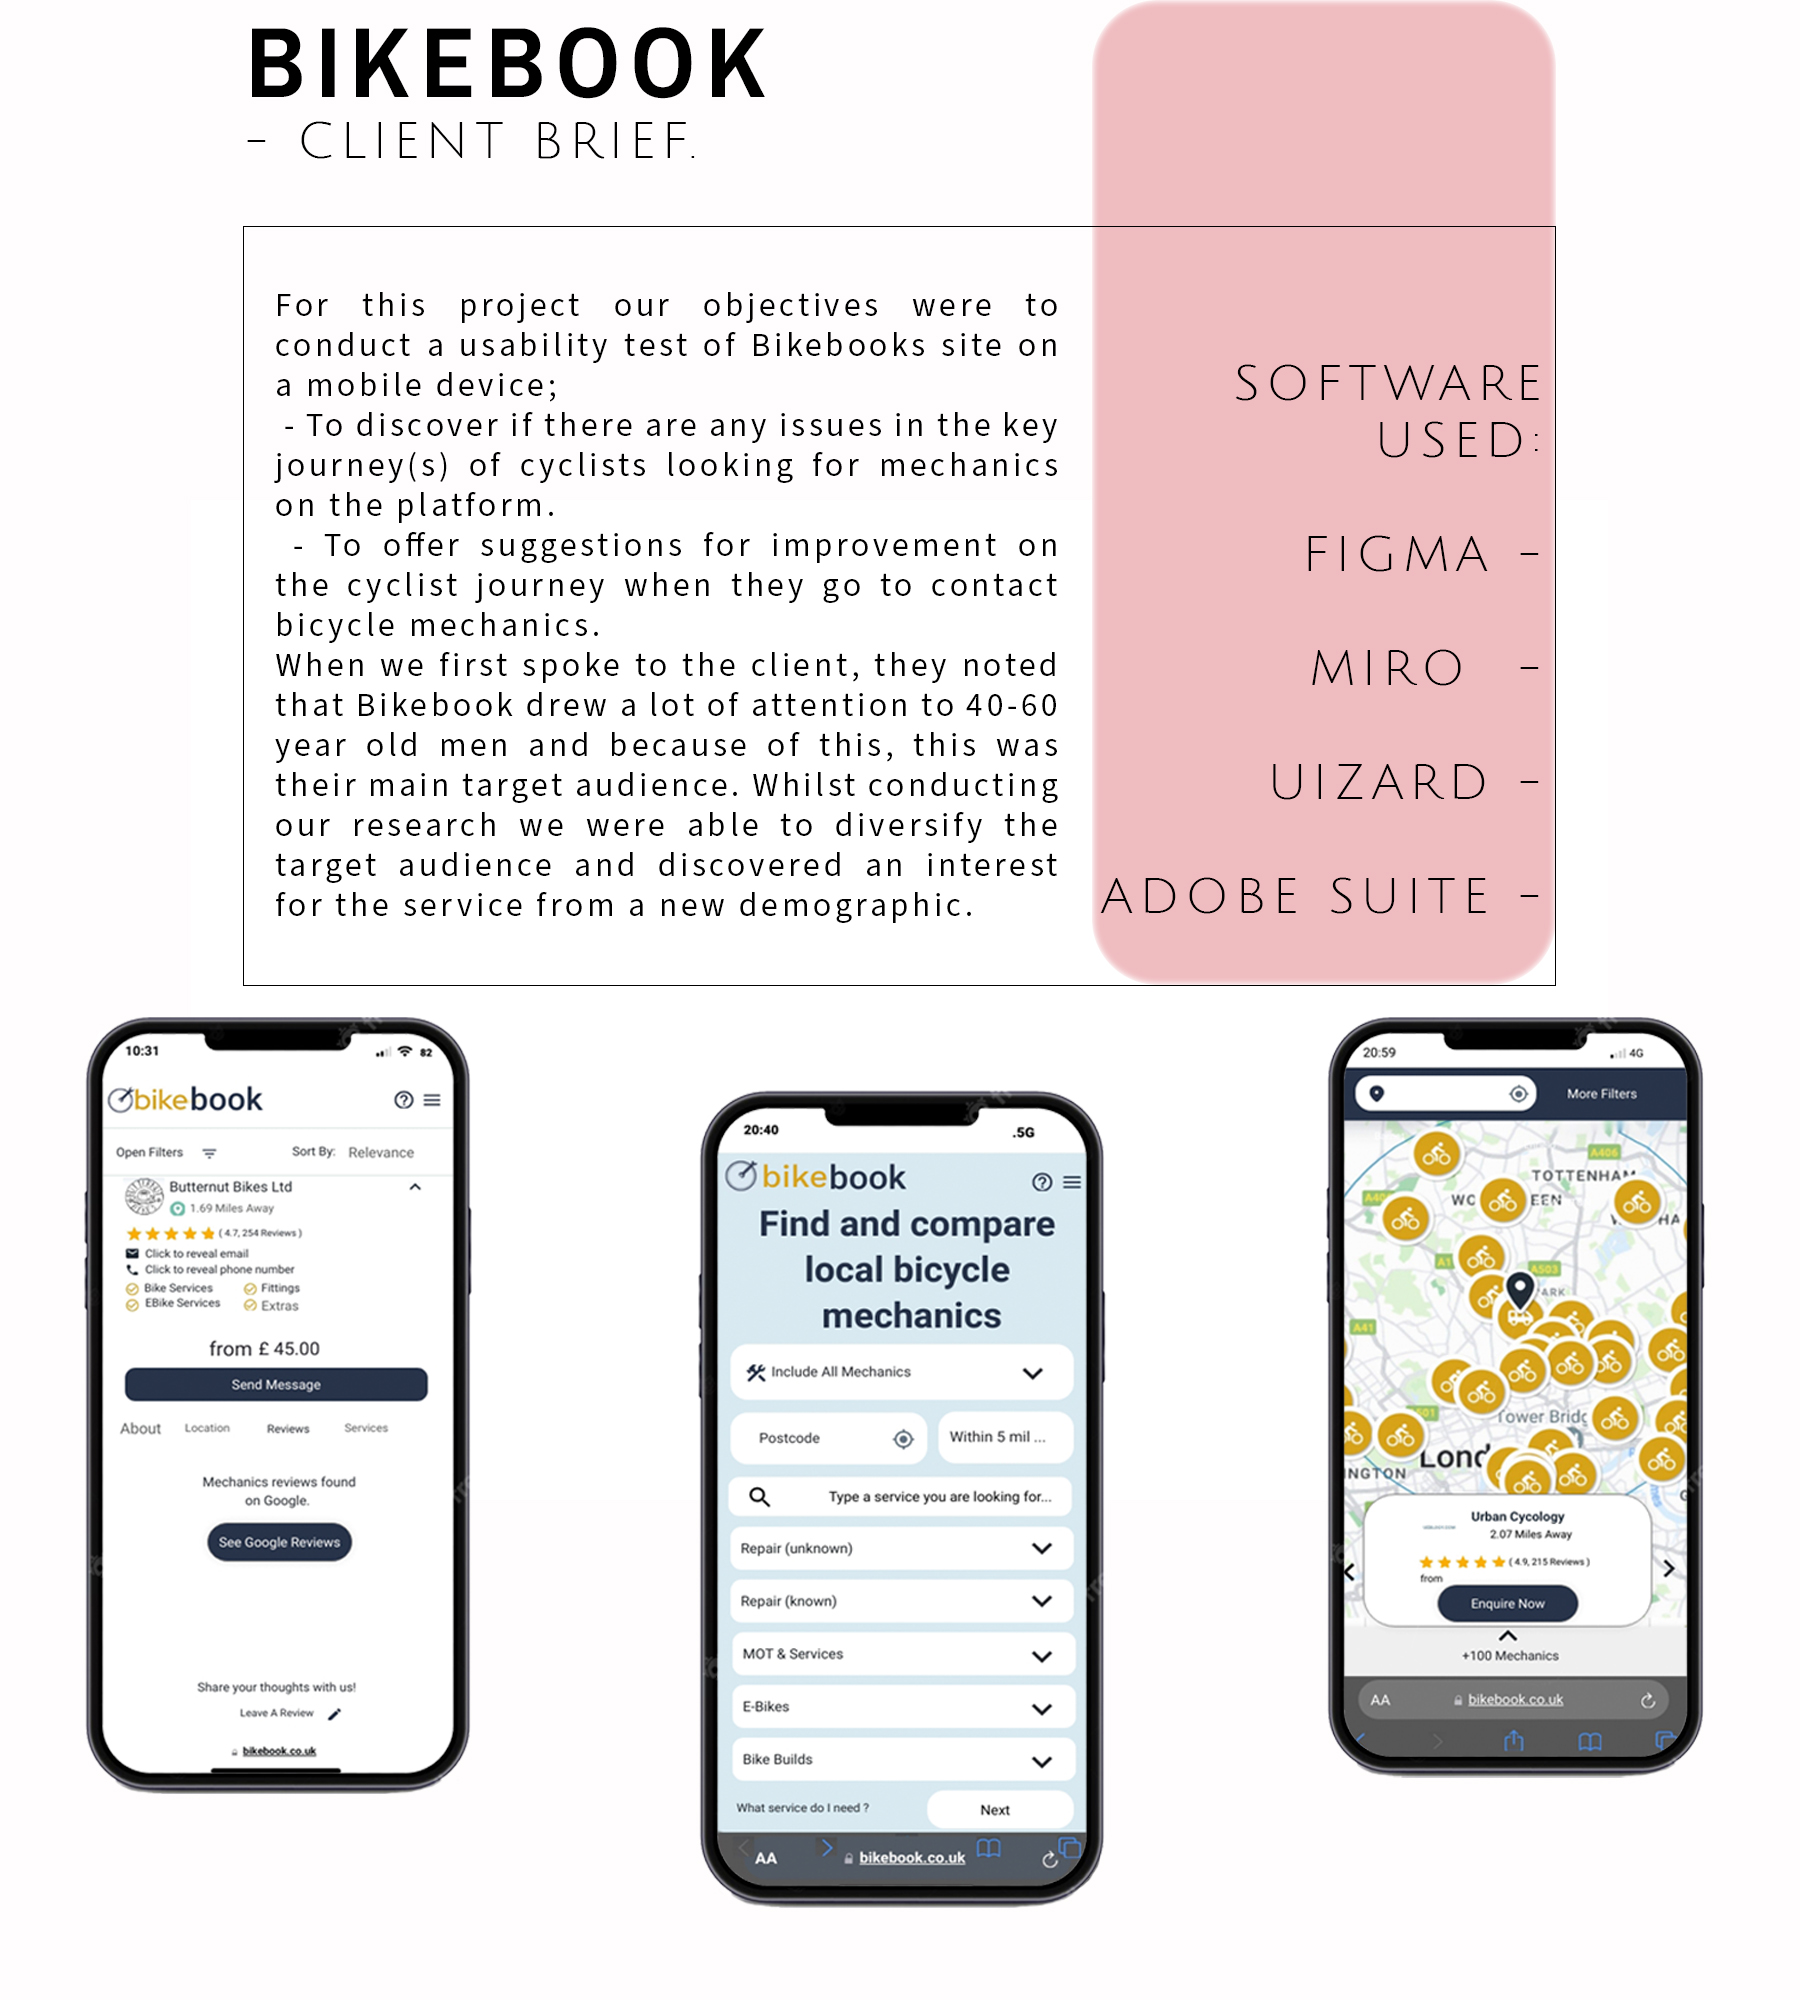 BIKEBOOK
- CLIENT BRIEF.
For this project our objectives were to
conduct a usability test of Bikebooks site on
a mobile device;
- To discover if there are any issues in the key
journey(s) of cyclists looking for mechanics
on the platform.
- To offer suggestions for improvement on
the cyclist journey when they go to contact
bicycle mechanics.
When we first spoke to the client, they noted
that Bikebook drew a lot of attention to 40-60
year old men and because of this, this was
their main target audience. Whilst conducting
our research we were able to diversify the
target audience and discovered an interest
for the service from a new demographic.
SOFTWARE
USED:
FIGMA -
MIRO -
UIZARD -
ADOBE SUITE -
10:31
82
bikebook
Open Filters
Sort By: Relevance
Butternut Bikes Ltd
1.69 Miles Away
( 4.7, 254 Reviews )
Click to reveal email
Click to reveal phone number
Bike Services
Fittings
EBike Services
Extras
from £ 45.00
Send Message
About
Location
Reviews
Services
Mechanics reviews found
on Google.
See Google Reviews
Share your thoughts with us!
Leave A Review
bikebook.co.uk
20:40
.5G
bikebook
Find and compare
local bicycle
mechanics
Include All Mechanics
Postcode
Within 5 mil ...
Type a service you are looking for...
Repair (unknown)
Repair (known)
MOT & Services
E-Bikes
Bike Builds
What service do I need ?
Next
AA
bikebook.co.uk
20:59
4G
More Filters
A406
TOTTENHA
WO
EEN
HA
A1
A503
ARK
A41
Tower Bridg
Lond
NGTON
Urban Cycology
2.07 Miles Away
( 4.9, 215 Reviews )
from
Enquire Now
+100 Mechanics
AA
bikebook.co.uk